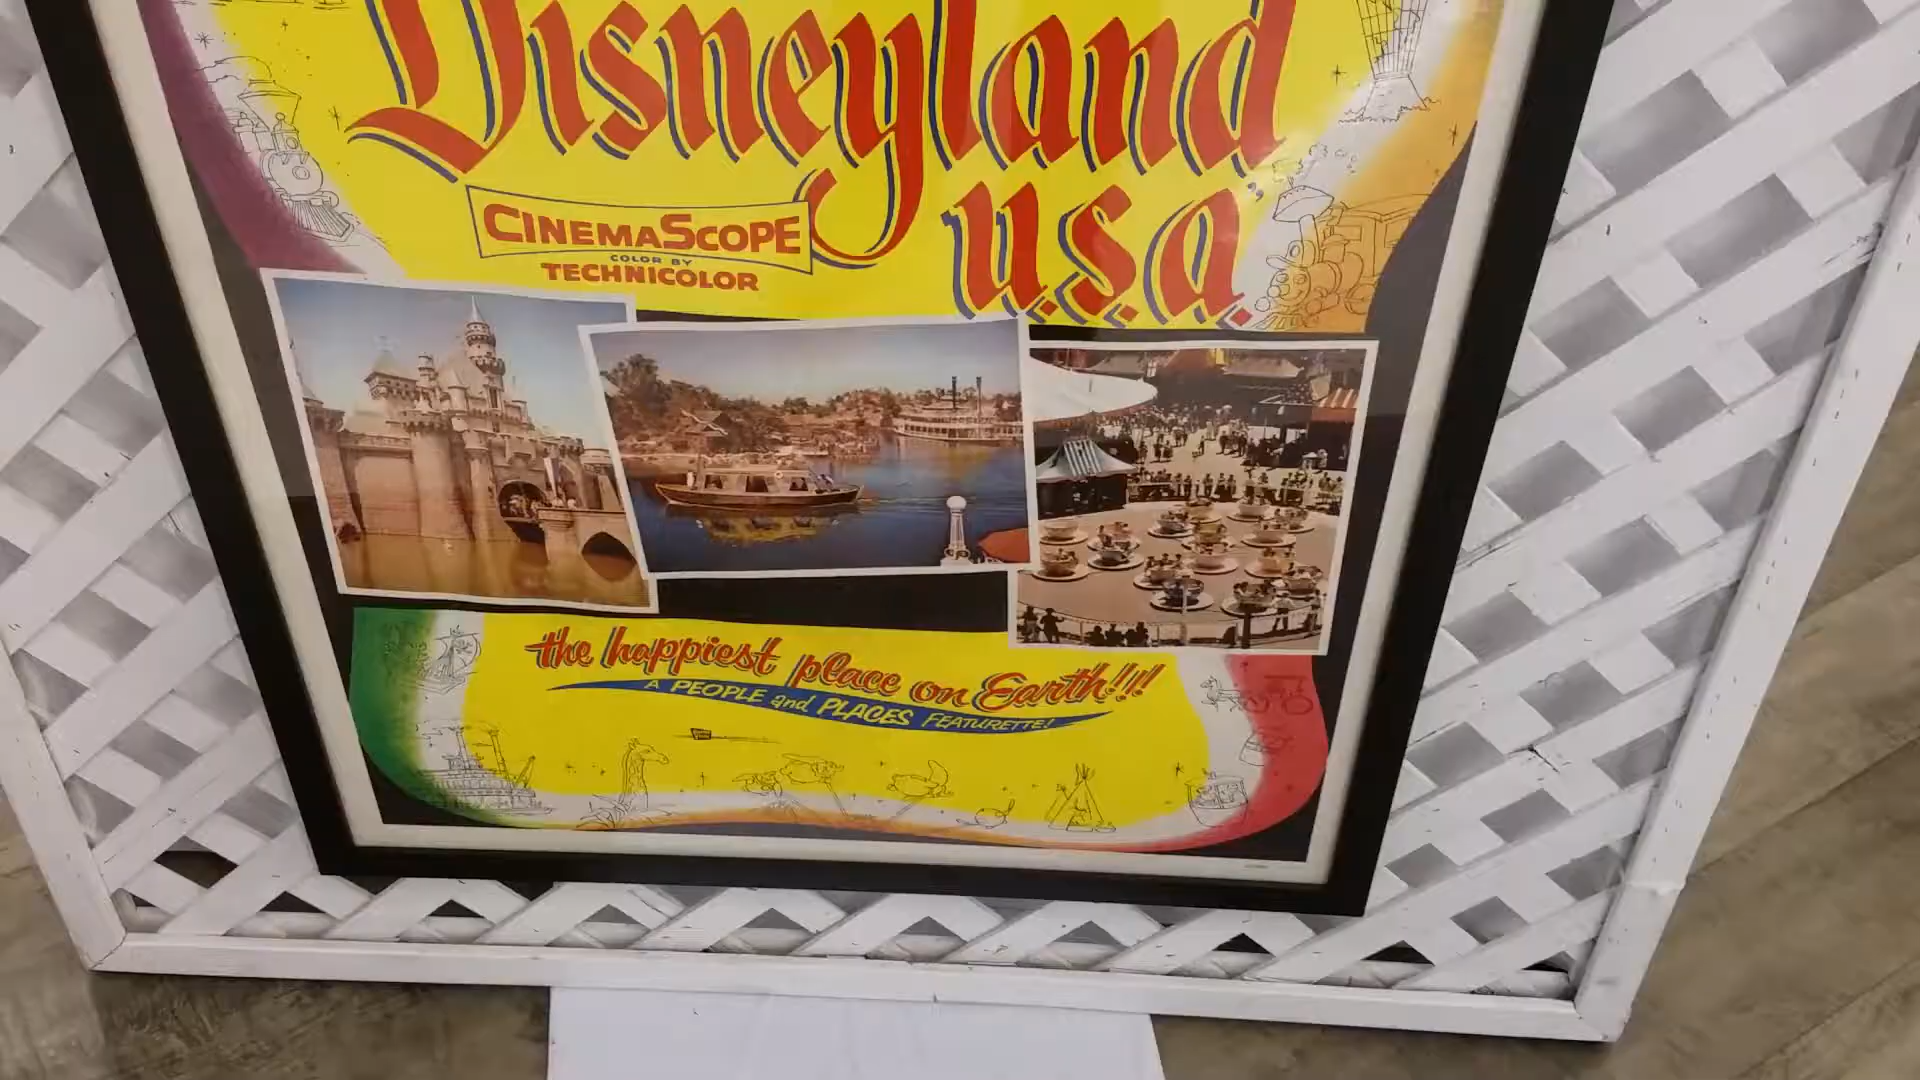 Disneyland
u.s.a.
CINEMASCOPE
COLOR BY
TECHNICOLOR
the happiest place on Earth!!!
A PEOPLE and PLACES FEATURETTE!